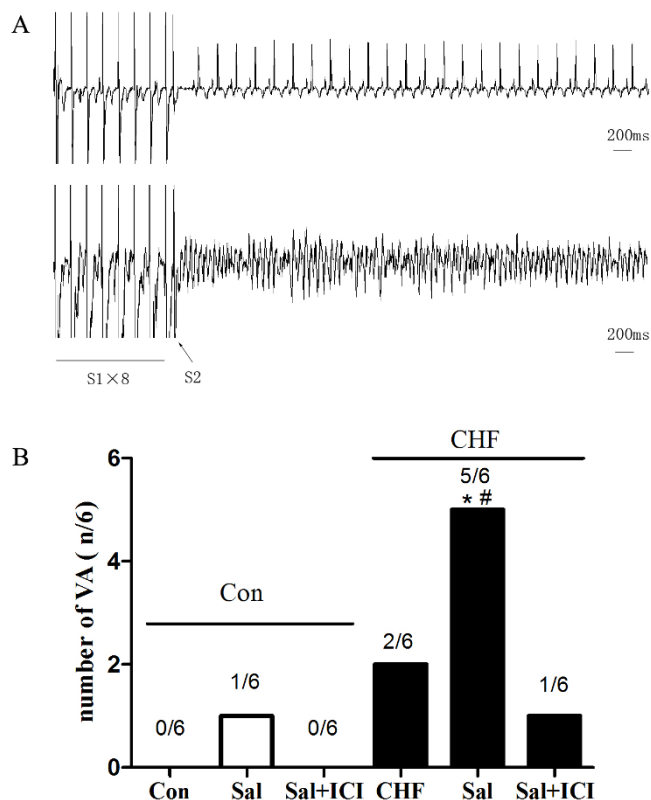 A
200ms
200ms
S1×8
S2
B
CHF
6
5/6
* #
number of VA ( n/6)
4
Con
2/6
2
1/6
1/6
0/6
0/6
0
Con Sal Sal+ICI CHF Sal Sal+ICI